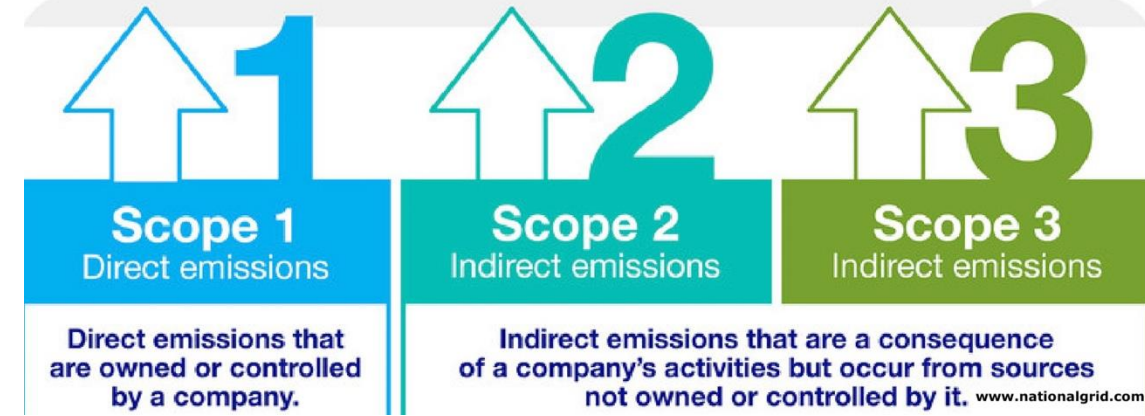 1
Scope 1
Direct emissions
Direct emissions that
are owned or controlled
by a company.
2
Scope 2
Indirect emissions
3
Scope 3
Indirect emissions
Indirect emissions that are a consequence
of a company's activities but occur from sources
not owned or controlled by it.
www.nationalgrid.com